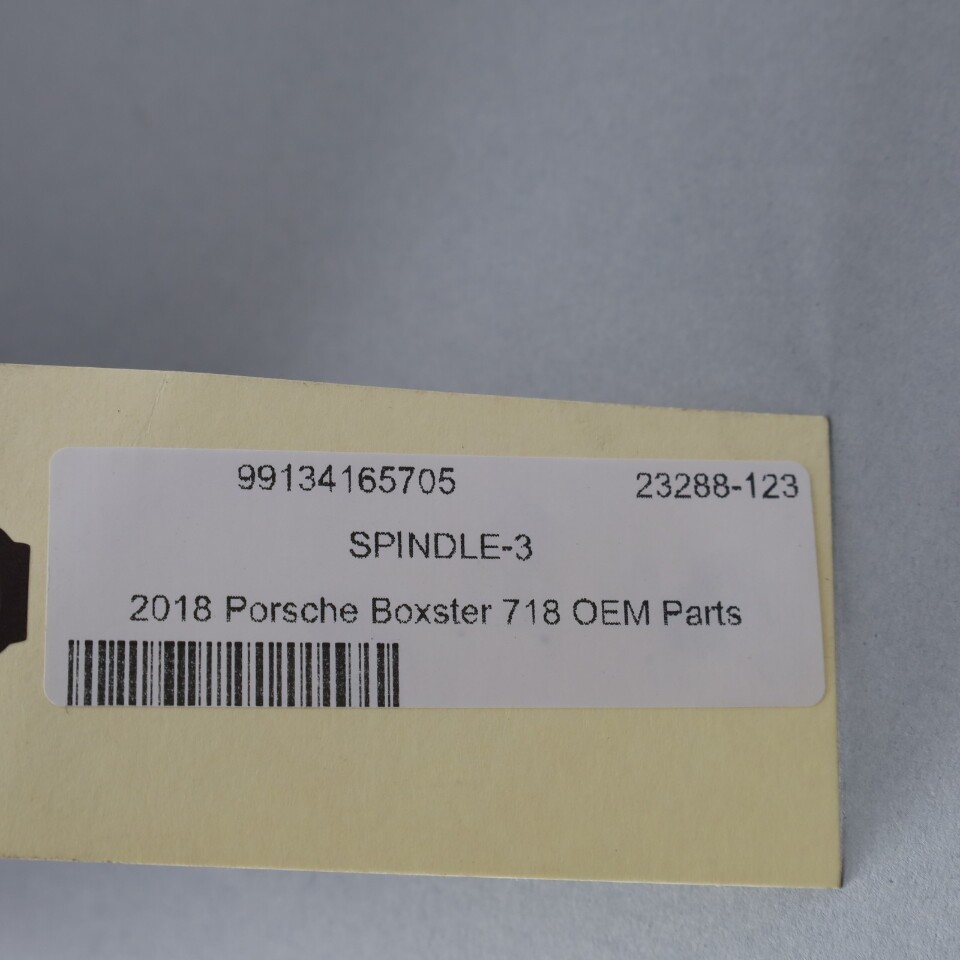 99134165705 23288-123
SPINDLE-3
2018 Porsche Boxster 718 OEM Parts